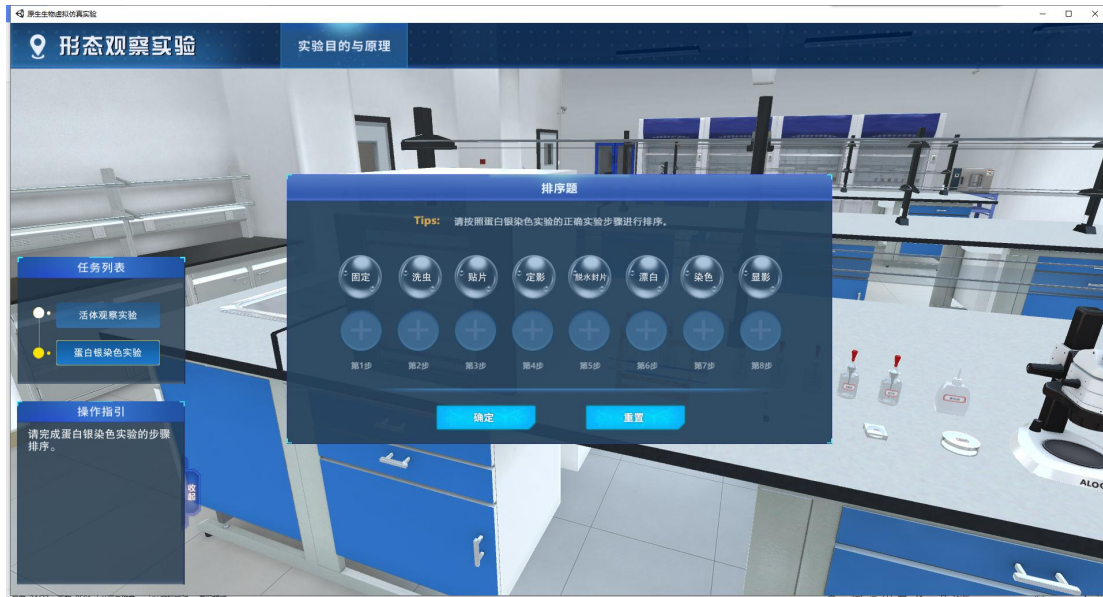 原生生物虚拟仿真实验
形态观察实验
实验目的与原理
排序题
Tips: 请按照蛋白银染色实验的正确实验步骤进行排序。
固定 洗虫 贴片 定影 脱水封片 漂白 染色 显影
第1步 第2步 第3步 第4步 第5步 第6步 第7步 第8步
确定 重置
任务列表
活体观察实验
蛋白银染色实验
操作指引
请完成蛋白银染色实验的步骤
排序。
收起
ALO